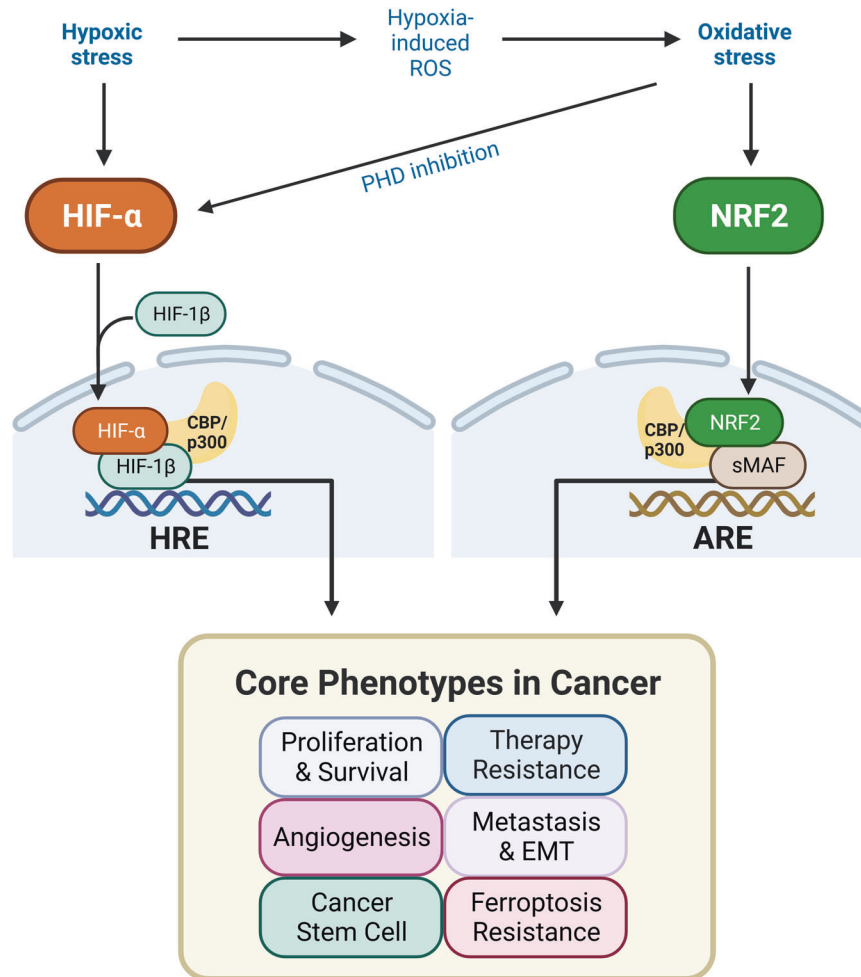 Hypoxic
stress
Hypoxia-
induced
ROS
Oxidative
stress
PHD inhibition
HIF-α
NRF2
HIF-1β
HIF-α
CBP/
p300
HIF-1β
HRE
CBP/
p300
NRF2
sMAF
ARE
Core Phenotypes in Cancer
Proliferation
& Survival
Therapy
Resistance
Angiogenesis
Metastasis
& EMT
Cancer
Stem Cell
Ferroptosis
Resistance